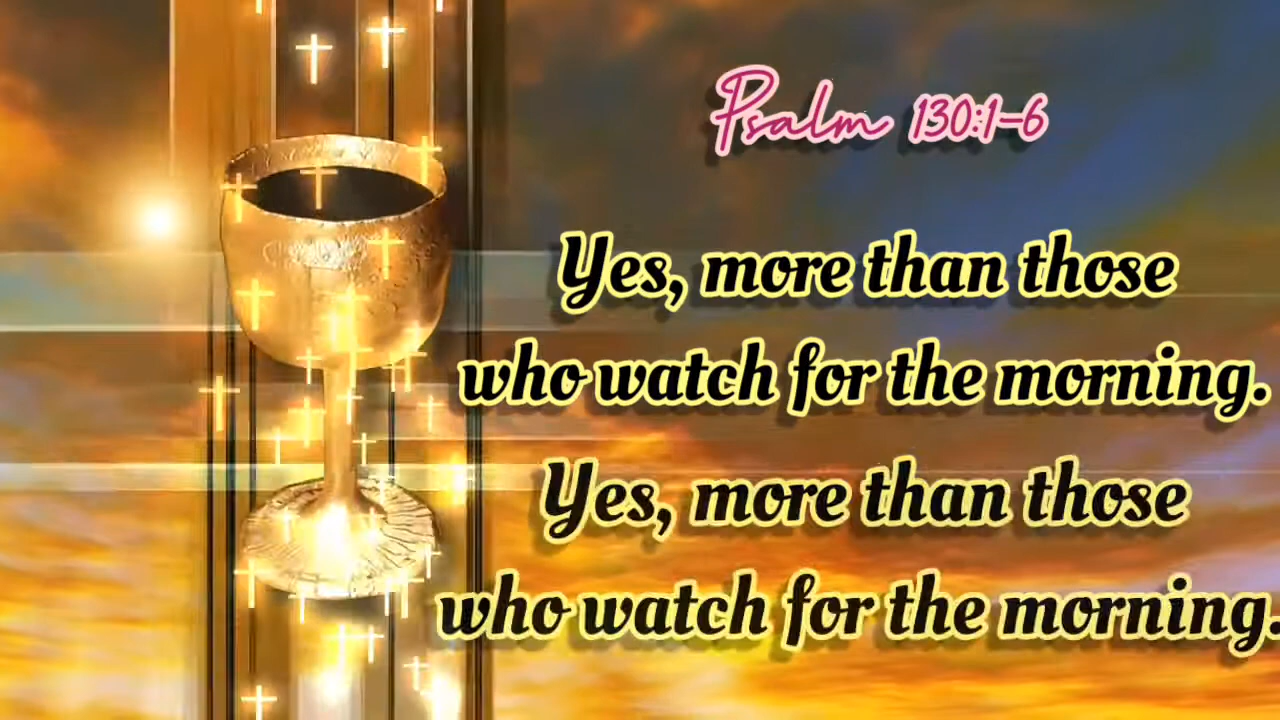 Psalm 130:1-6
Yes, more than those
who watch for the morning.
Yes, more than those
who watch for the morning.